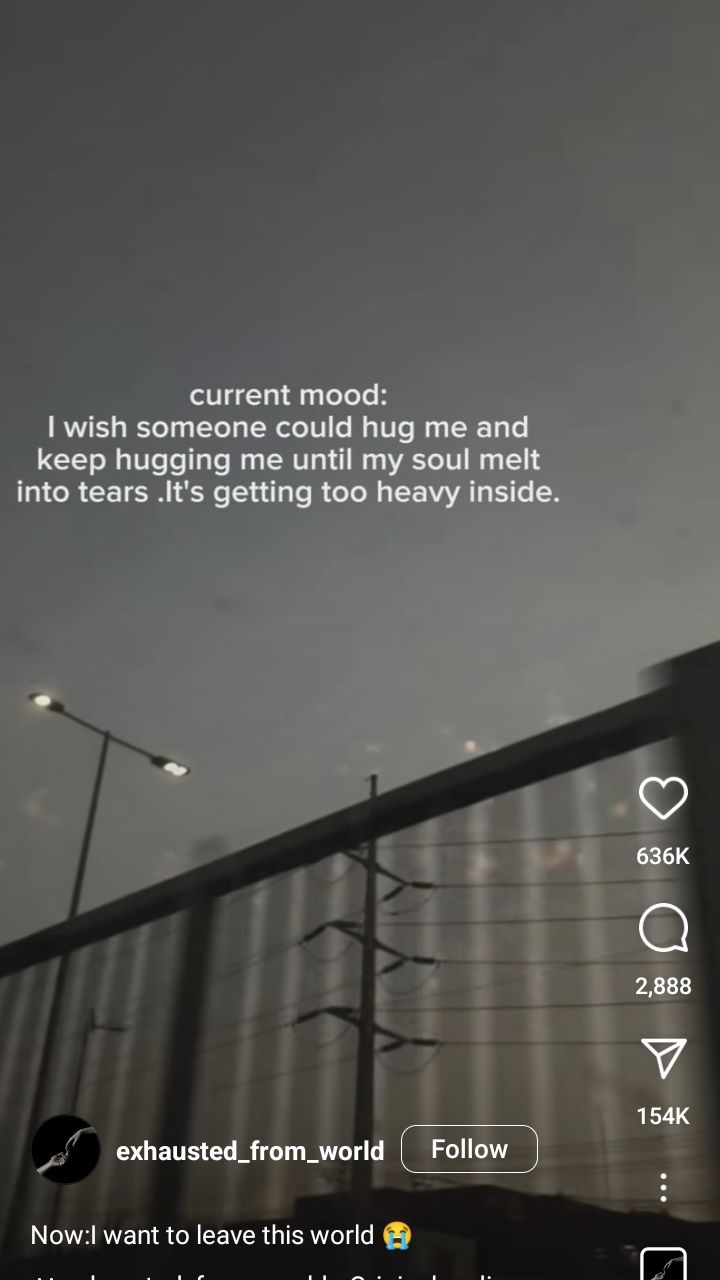 current mood:
I wish someone could hug me and
keep hugging me until my soul melt
into tears .It's getting too heavy inside.
636K
2,888
154K
exhausted_from_world
Follow
Now:I want to leave this world 😭